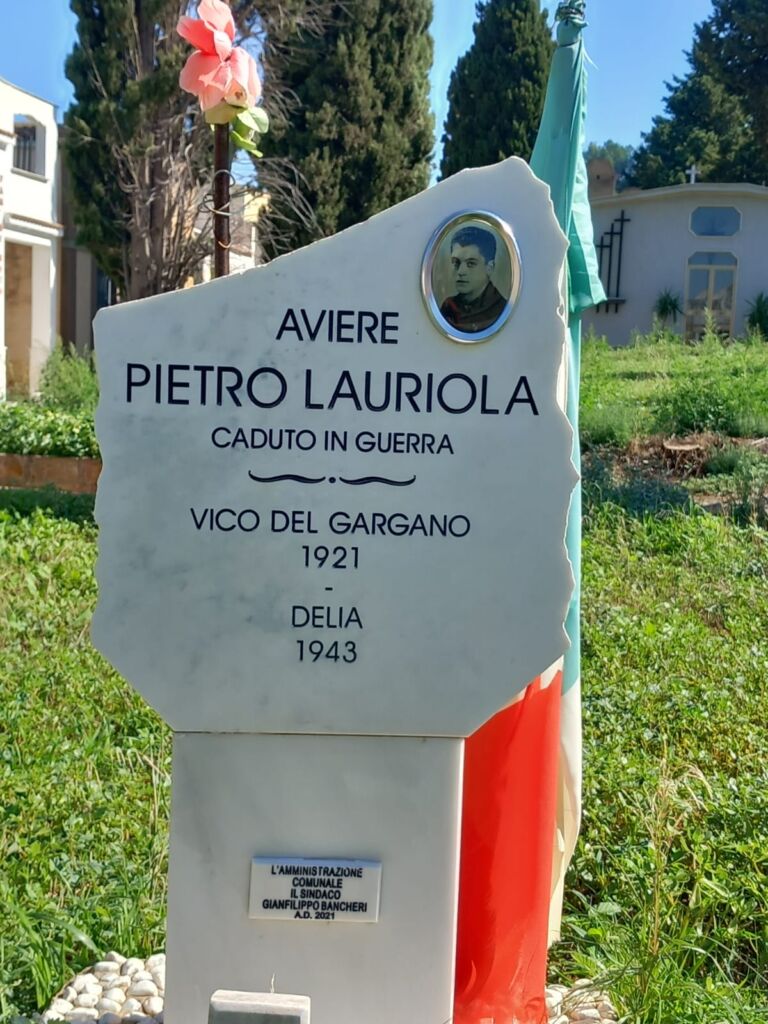 AVIERE
PIETRO LAURIOLA
CADUTO IN GUERRA
VICO DEL GARGANO
1921
-
DELIA
1943
L'AMMINISTRAZIONE
COMUNALE
IL SINDACO
GIANFILIPPO BANCHERI
A.D. 2021